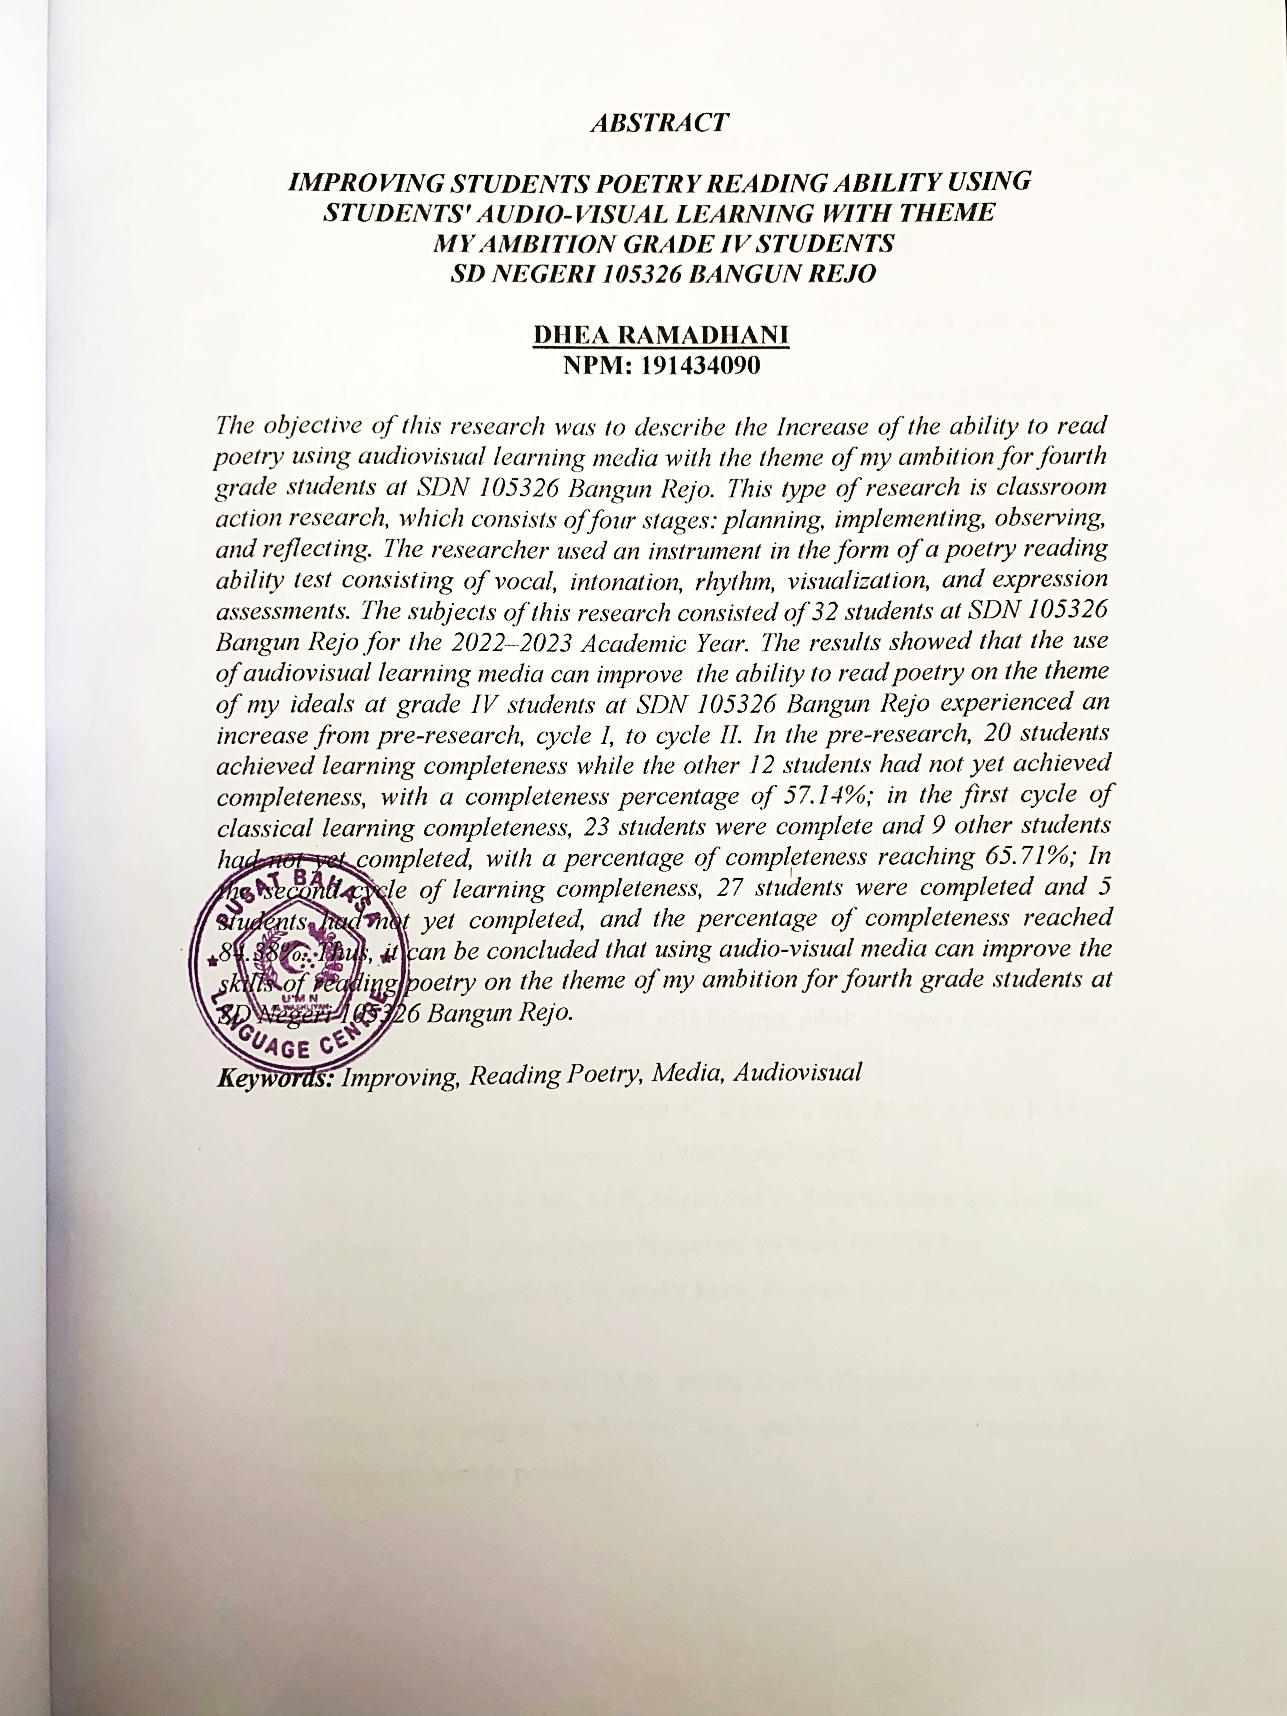 ABSTRACT
IMPROVING STUDENTS POETRY READING ABILITY USING
STUDENTS' AUDIO-VISUAL LEARNING WITH THEME
MY AMBITION GRADE IV STUDENTS
SD NEGERI 105326 BANGUN REJO
DHEA RAMADHANI
NPM: 191434090
The objective of this research was to describe the Increase of the ability to read
poetry using audiovisual learning media with the theme of my ambition for fourth
grade students at SDN 105326 Bangun Rejo. This type of research is classroom
action research, which consists of four stages: planning, implementing, observing,
and reflecting. The researcher used an instrument in the form of a poetry reading
ability test consisting of vocal, intonation, rhythm, visualization, and expression
assessments. The subjects of this research consisted of 32 students at SDN 105326
Bangun Rejo for the 2022–2023 Academic Year. The results showed that the use
of audiovisual learning media can improve the ability to read poetry on the theme
of my ideals at grade IV students at SDN 105326 Bangun Rejo experienced an
increase from pre-research, cycle I, to cycle II. In the pre-research, 20 students
achieved learning completeness while the other 12 students had not yet achieved
completeness, with a completeness percentage of 57.14%; in the first cycle of
classical learning completeness, 23 students were complete and 9 other students
had not yet completed, with a percentage of completeness reaching 65.71%; In
the second cycle of learning completeness, 27 students were completed and 5
students had not yet completed, and the percentage of completeness reached
84.38%. Thus, it can be concluded that using audio-visual media can improve the
skills of reading poetry on the theme of my ambition for fourth grade students at
SD Negeri 105326 Bangun Rejo.
Keywords: Improving, Reading Poetry, Media, Audiovisual
PUSAT BAHASA
UMN
LANGUAGE CENTRE